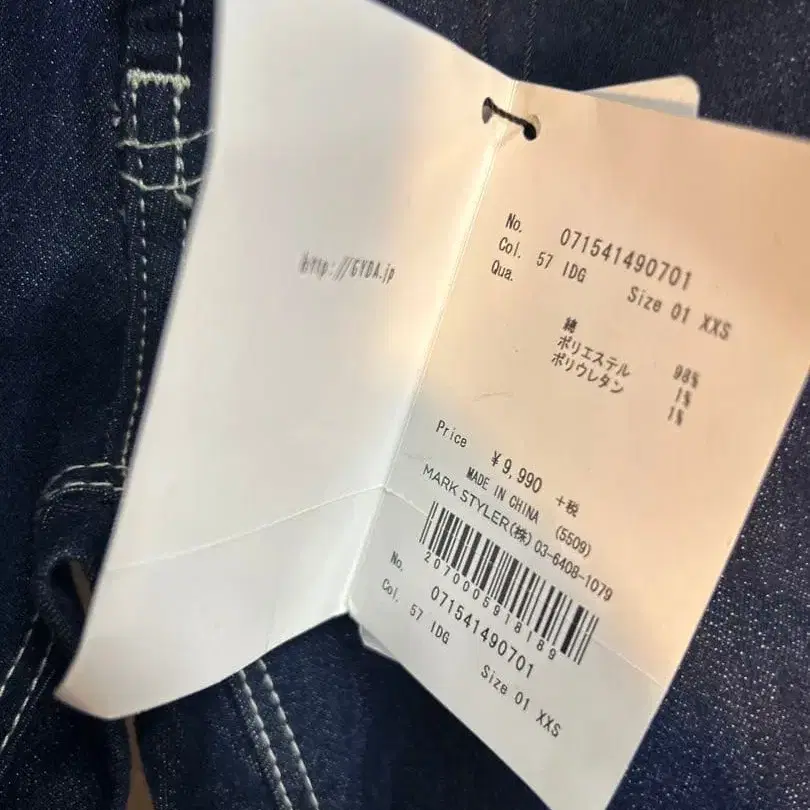 http://GYDA.jp
No. 071541490701
Col. 57 IDG Size 01 XXS
Qua.
綿 98%
ポリエステル 1%
ポリウレタン 1%
Price ¥9,990 +税
MADE IN CHINA (5509)
MARK STYLER(株) 03-6408-1079
2070005918189
No. 071541490701
Col. 57 IDG Size 01 XXS